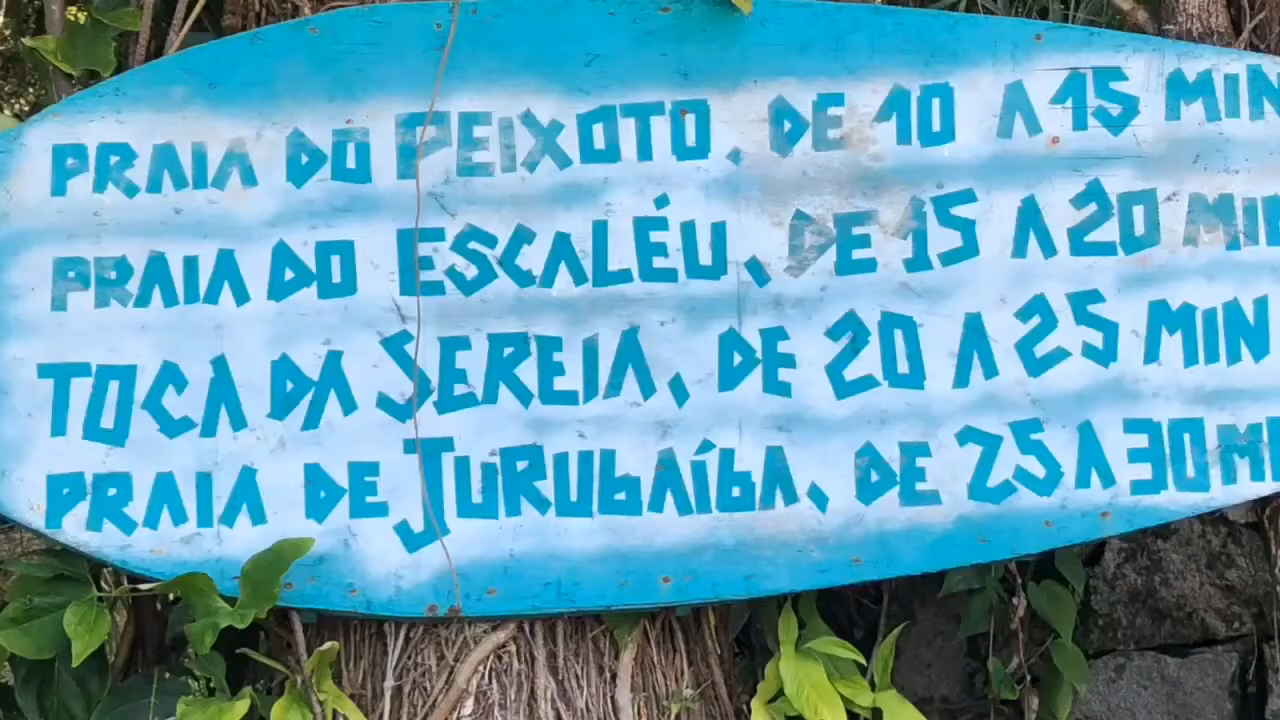 PRAIA DO PEIXOTO, DE 10 A 15 MIN
PRAIA DO ESCALÉU, DE 15 A 20 MIN
TOCA DA SEREIA, DE 20 A 25 MIN
PRAIA DE JURUBAÍBA, DE 25 A 30 MI